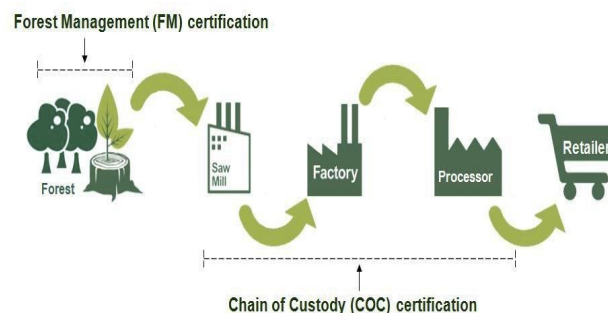 Forest Management (FM) certification
Forest
Saw
Mill
Factory
Processor
Retailer
Chain of Custody (COC) certification